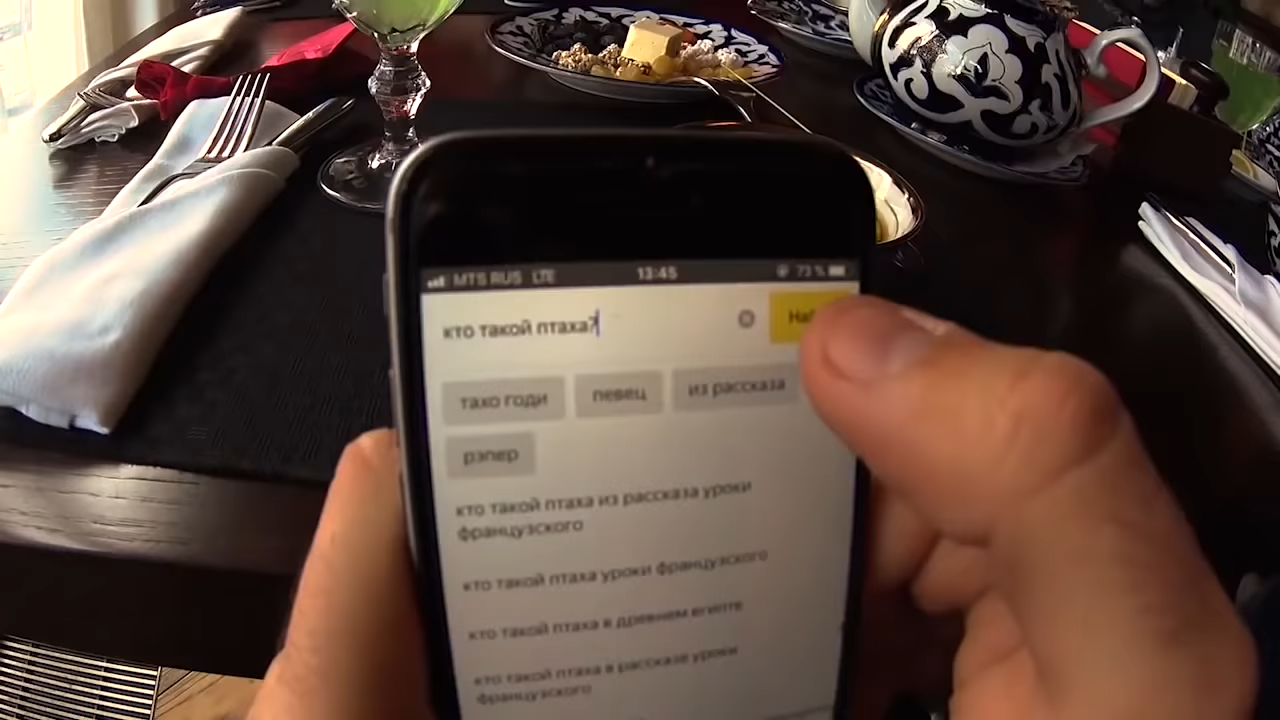 MTS RUS LTE 13:45 73 %
кто такой птаха?
тахо годи певец из рассказа
рэпер
кто такой птаха из рассказа уроки
французского
кто такой птаха уроки французского
кто такой птаха в древнем египте
кто такой птаха в рассказе уроки
французского